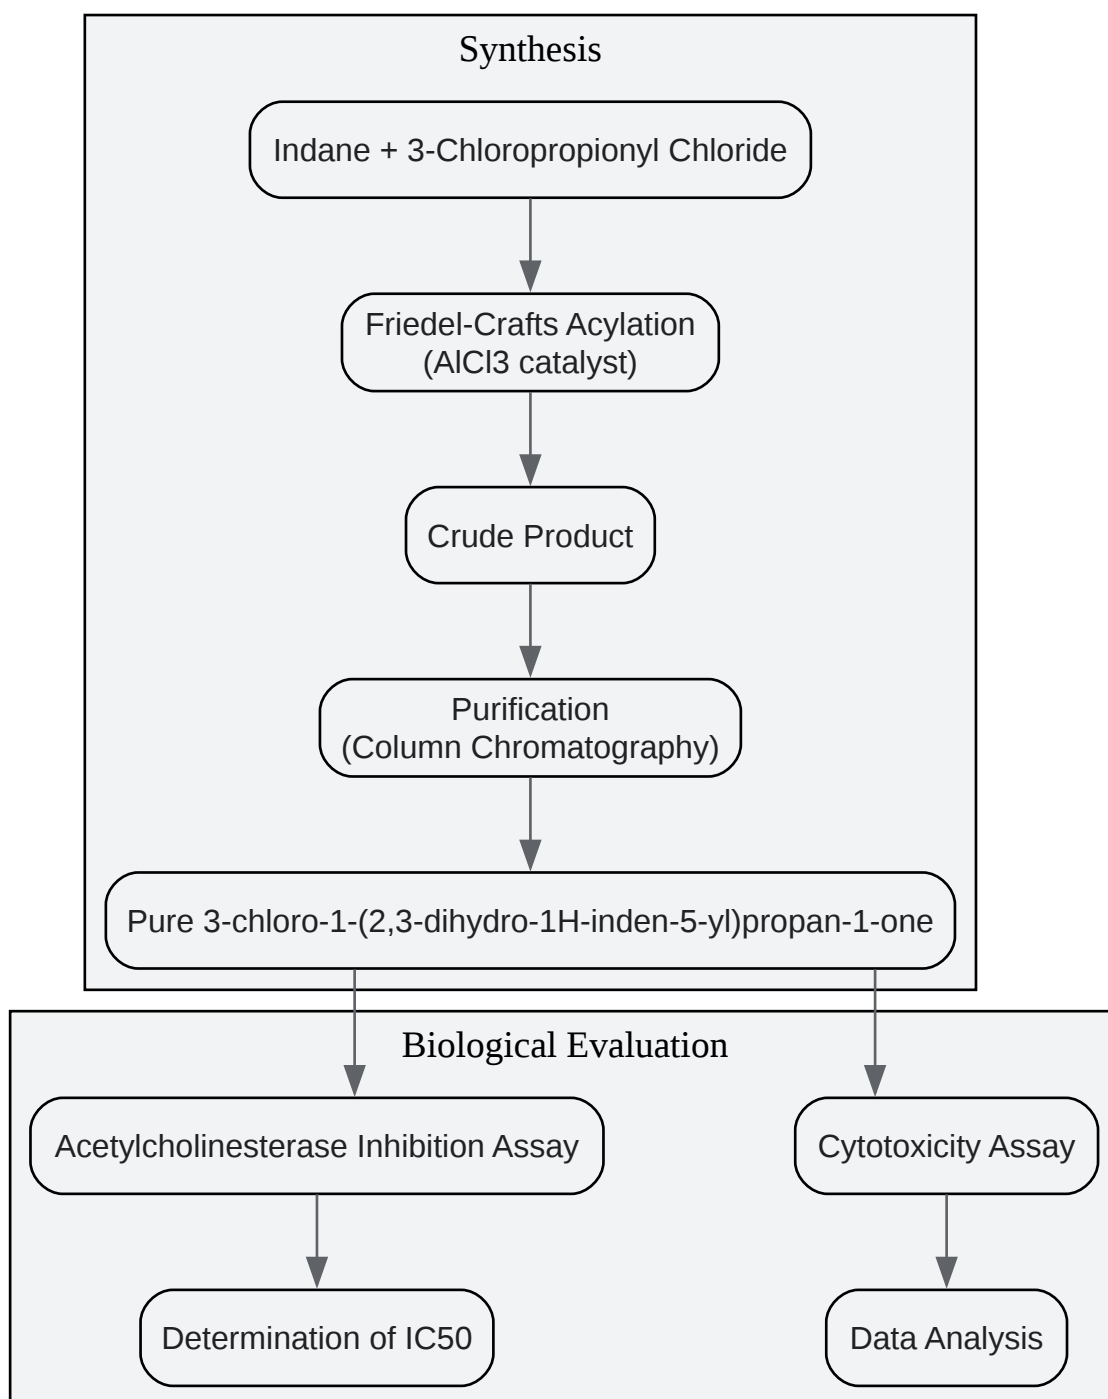 Synthesis
Indane + 3-Chloropropionyl Chloride
Friedel-Crafts Acylation
(AlCl3 catalyst)
Crude Product
Purification
(Column Chromatography)
Pure 3-chloro-1-(2,3-dihydro-1H-inden-5-yl)propan-1-one
Biological Evaluation
Acetylcholinesterase Inhibition Assay
Cytotoxicity Assay
Determination of IC50
Data Analysis